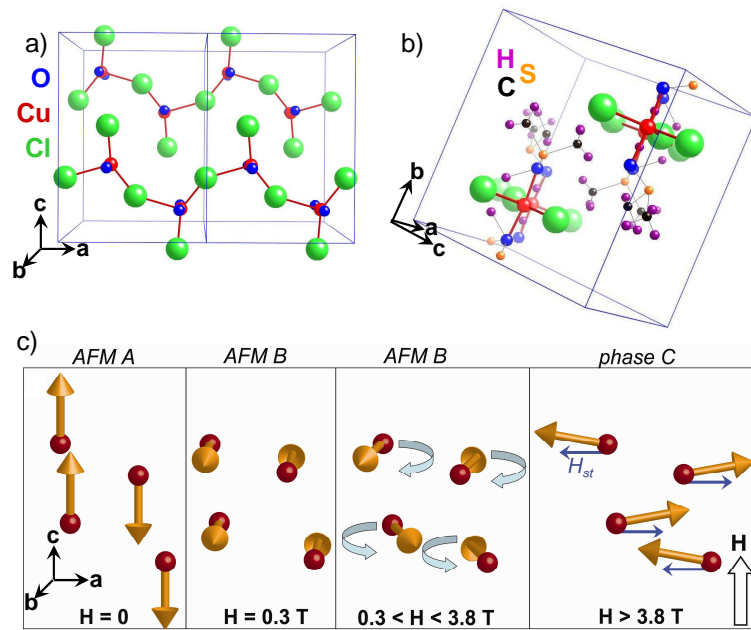 a)
O
Cu
Cl
c
a
b
b)
H
S
C
b
a
c
c)
AFM A
AFM B
AFM B
phase C
Hst
c
a
b
H
H = 0
H = 0.3 T
0.3 < H < 3.8 T
H > 3.8 T